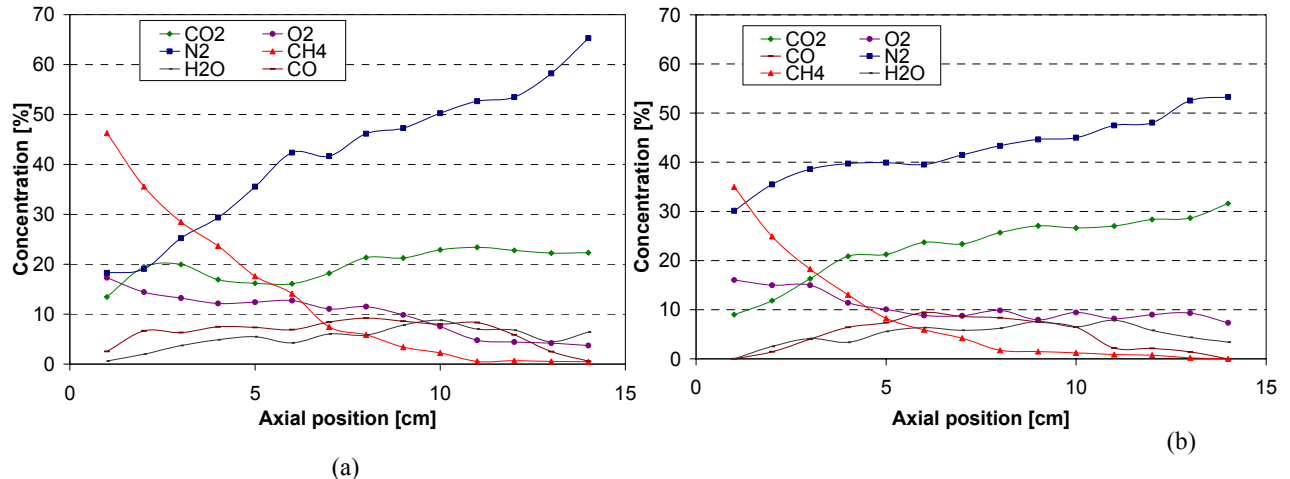 70
60
50
40
30
20
10
0
Concentration [%]
CO2 O2
N2 CH4
H2O CO
0 5 10 15
Axial position [cm]
(a)
70
60
50
40
30
20
10
0
Concentration [%]
CO2 O2
CO N2
CH4 H2O
0 5 10 15
Axial position [cm]
(b)